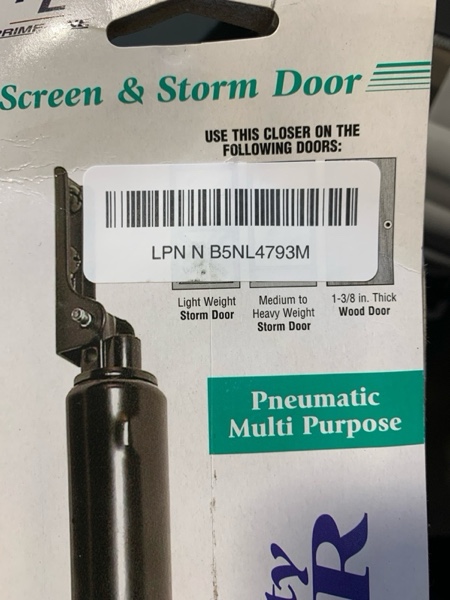 Screen & Storm Door
USE THIS CLOSER ON THE
FOLLOWING DOORS:
LPN N B5NL4793M
Light Weight
Storm Door
Medium to
Heavy Weight
Storm Door
1-3/8 in. Thick
Wood Door
Pneumatic
Multi Purpose